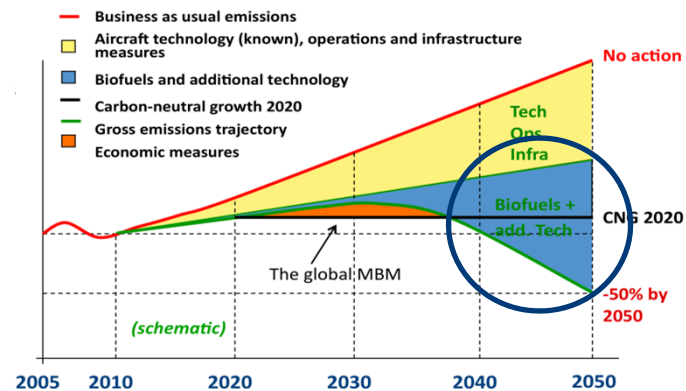 Business as usual emissions
Aircraft technology (known), operations and infrastructure
measures
Biofuels and additional technology
Carbon-neutral growth 2020
Gross emissions trajectory
Economic measures
No action
Tech
Ops
Infra
Biofuels +
add. Tech
CNG 2020
The global MBM
-50% by
2050
(schematic)
2005
2010
2020
2030
2040
2050